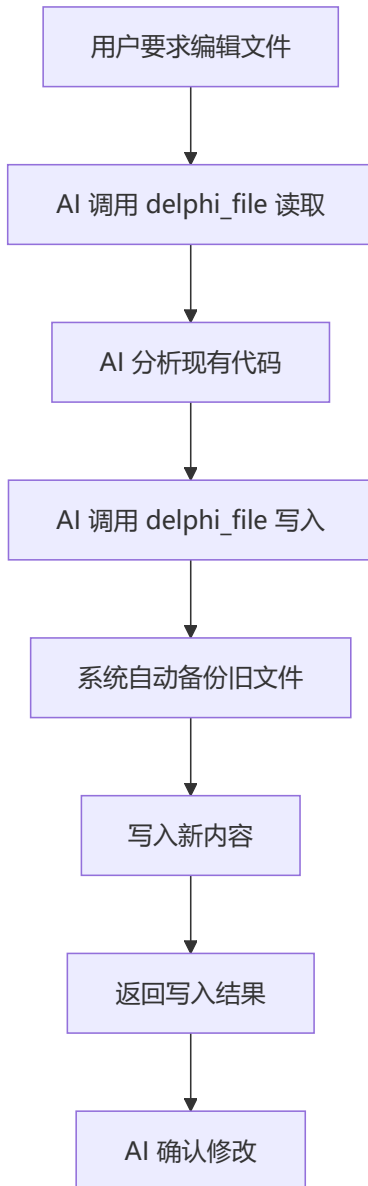 用户要求编辑文件
AI 调用 delphi_file 读取
AI 分析现有代码
AI 调用 delphi_file 写入
系统自动备份旧文件
写入新内容
返回写入结果
AI 确认修改